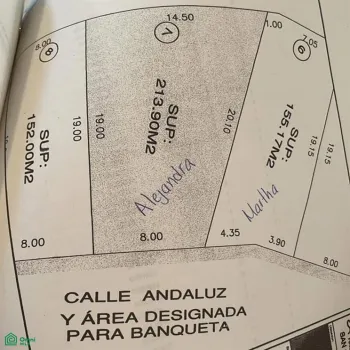 14.50
1.00
7.05
8.00
8
7
6
SUP:
152.00M2
19.00
19.00
SUP:
213.90M2
20.10
SUP:
155.17M2
19.15
19.15
Alejandra
Martha
8.00
8.00
4.35
3.90
8.00
CALLE ANDALUZ
Y ÁREA DESIGNADA
PARA BANQUETA
BAN